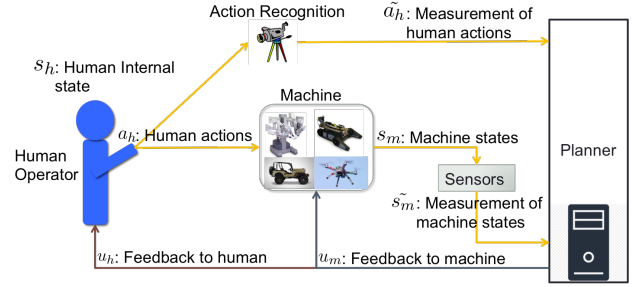 Action Recognition
$\tilde{a_h}$: Measurement of
human actions
$s_h$: Human Internal
state
Machine
$a_h$: Human actions
$s_m$: Machine states
Human
Operator
Planner
Sensors
$\tilde{s_m}$: Measurement of
machine states
$u_h$: Feedback to human
$u_m$: Feedback to machine